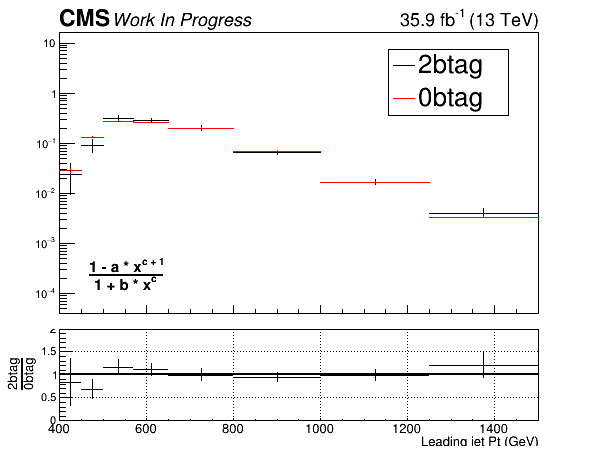 CMS Work In Progress 35.9 fb⁻¹ (13 TeV)
10
1
10⁻¹
10⁻²
10⁻³
10⁻⁴
2btag
0btag
1 - a * x^c + 1
1 + b * x^c
2
1.5
1
0.5
0
2btag
0btag
400 600 800 1000 1200 1400
Leading jet Pt (GeV)